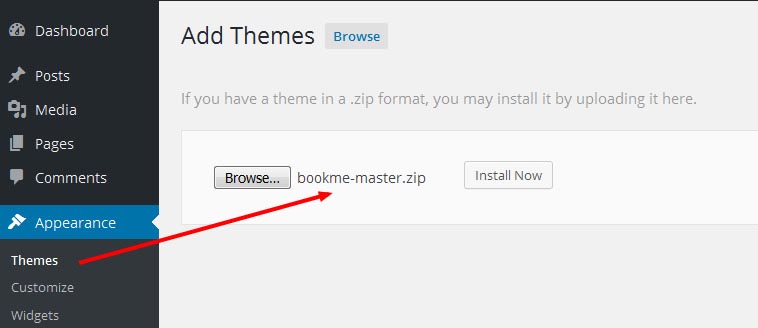 Dashboard
Posts
Media
Pages
Comments
Appearance
Themes
Customize
Widgets
Add Themes Browse
If you have a theme in a .zip format, you may install it by uploading it here.
Browse... bookme-master.zip Install Now